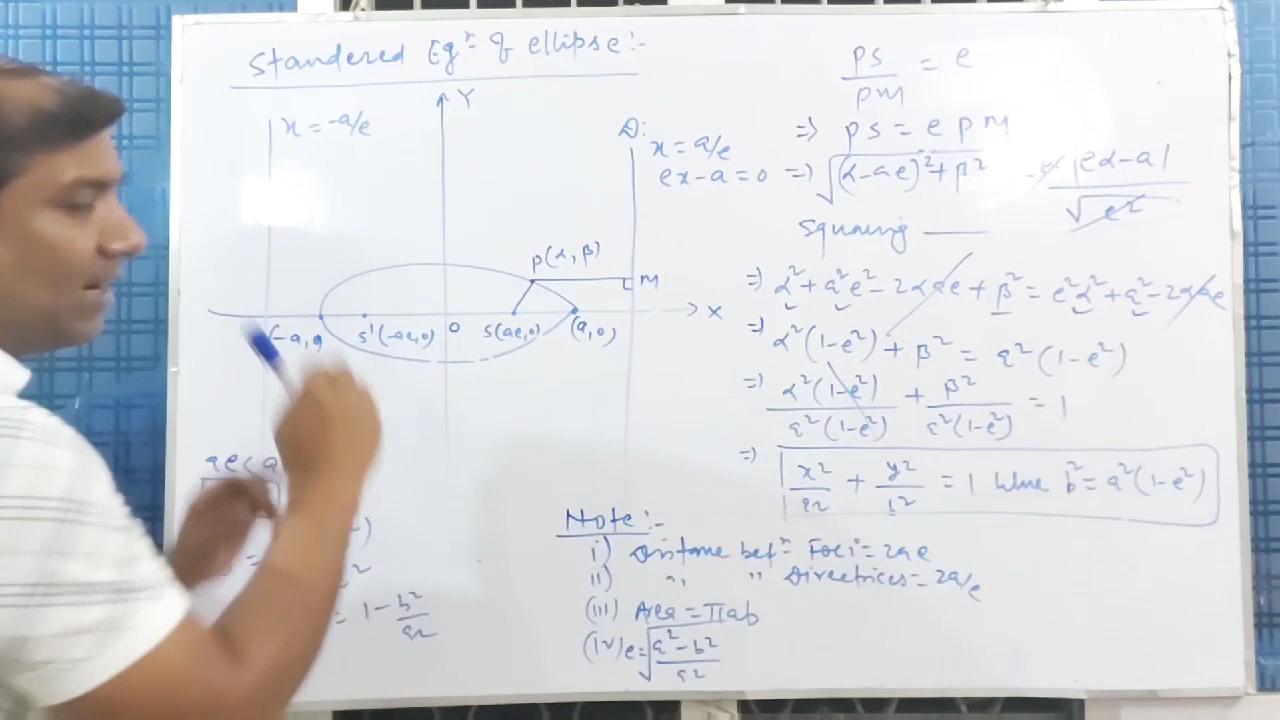 Standered Eqⁿ of ellipse :-
Y
x = -a/e
D:
x = a/e
ex-a=0
P(α, β)
M
X
(-a, 0)
S'(-ae,0)
O
S(ae,0)
(a, 0)
PS/PM = e
=> PS = e PM
=> √(α-ae)²+β² = e |eα-a|/√e²
Squaring
=> α²+a²e²-2αae+β² = e²α²+a²-2αae
=> α²(1-e²)+β² = a²(1-e²)
=> α²(1-e²)/a²(1-e²) + β²/a²(1-e²) = 1
=> x²/a² + y²/b² = 1 where b²=a²(1-e²)
ae<a
= 1-b²/a²
Note :-
i) Distance betⁿ Foci = 2ae
ii) " " Directrices = 2a/e
(iii) Area = πab
(iv) e=√a²-b²/a²